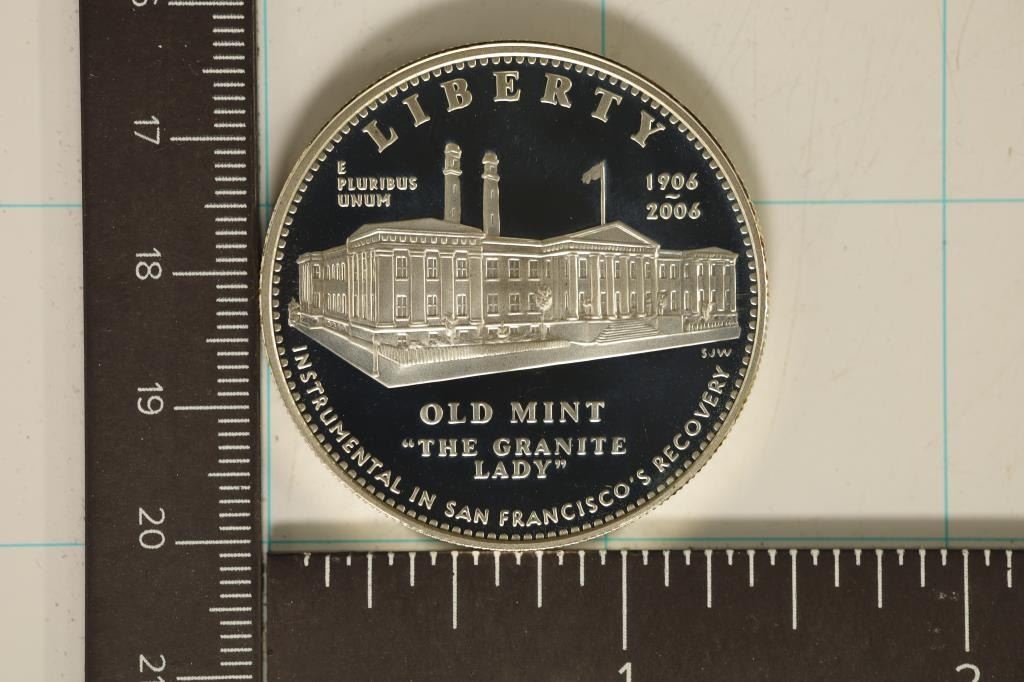 LIBERTY
E
PLURIBUS
UNUM
1906
~
2006
SJW
OLD MINT
“THE GRANITE
LADY”
INSTRUMENTAL IN SAN FRANCISCO'S RECOVERY
17
18
19
20
21
1
2